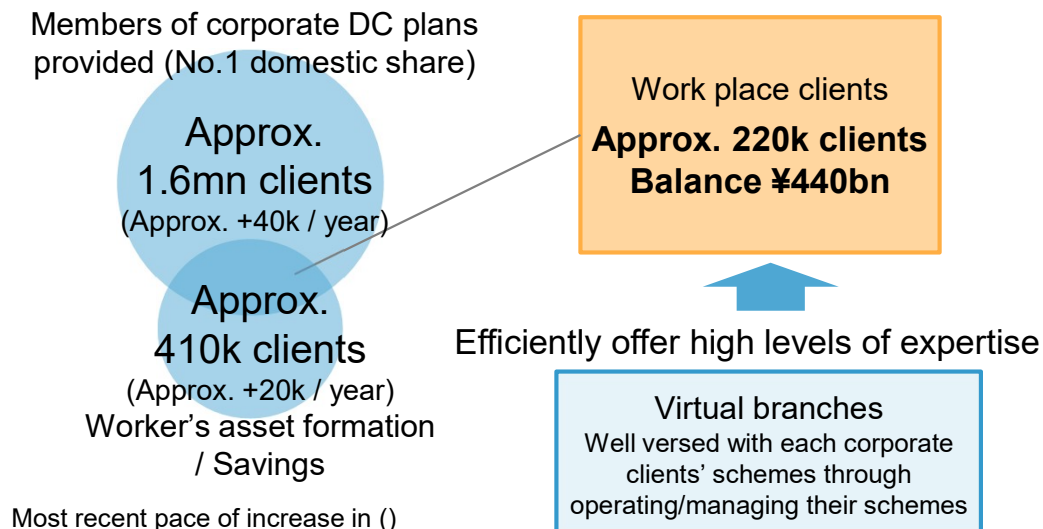 Members of corporate DC plans
provided (No.1 domestic share)
Approx.
1.6mn clients
(Approx. +40k / year)
Approx.
410k clients
(Approx. +20k / year)
Worker’s asset formation
/ Savings
Most recent pace of increase in ()
Work place clients
Approx. 220k clients
Balance ¥440bn
Efficiently offer high levels of expertise
Virtual branches
Well versed with each corporate
clients’ schemes through
operating/managing their schemes